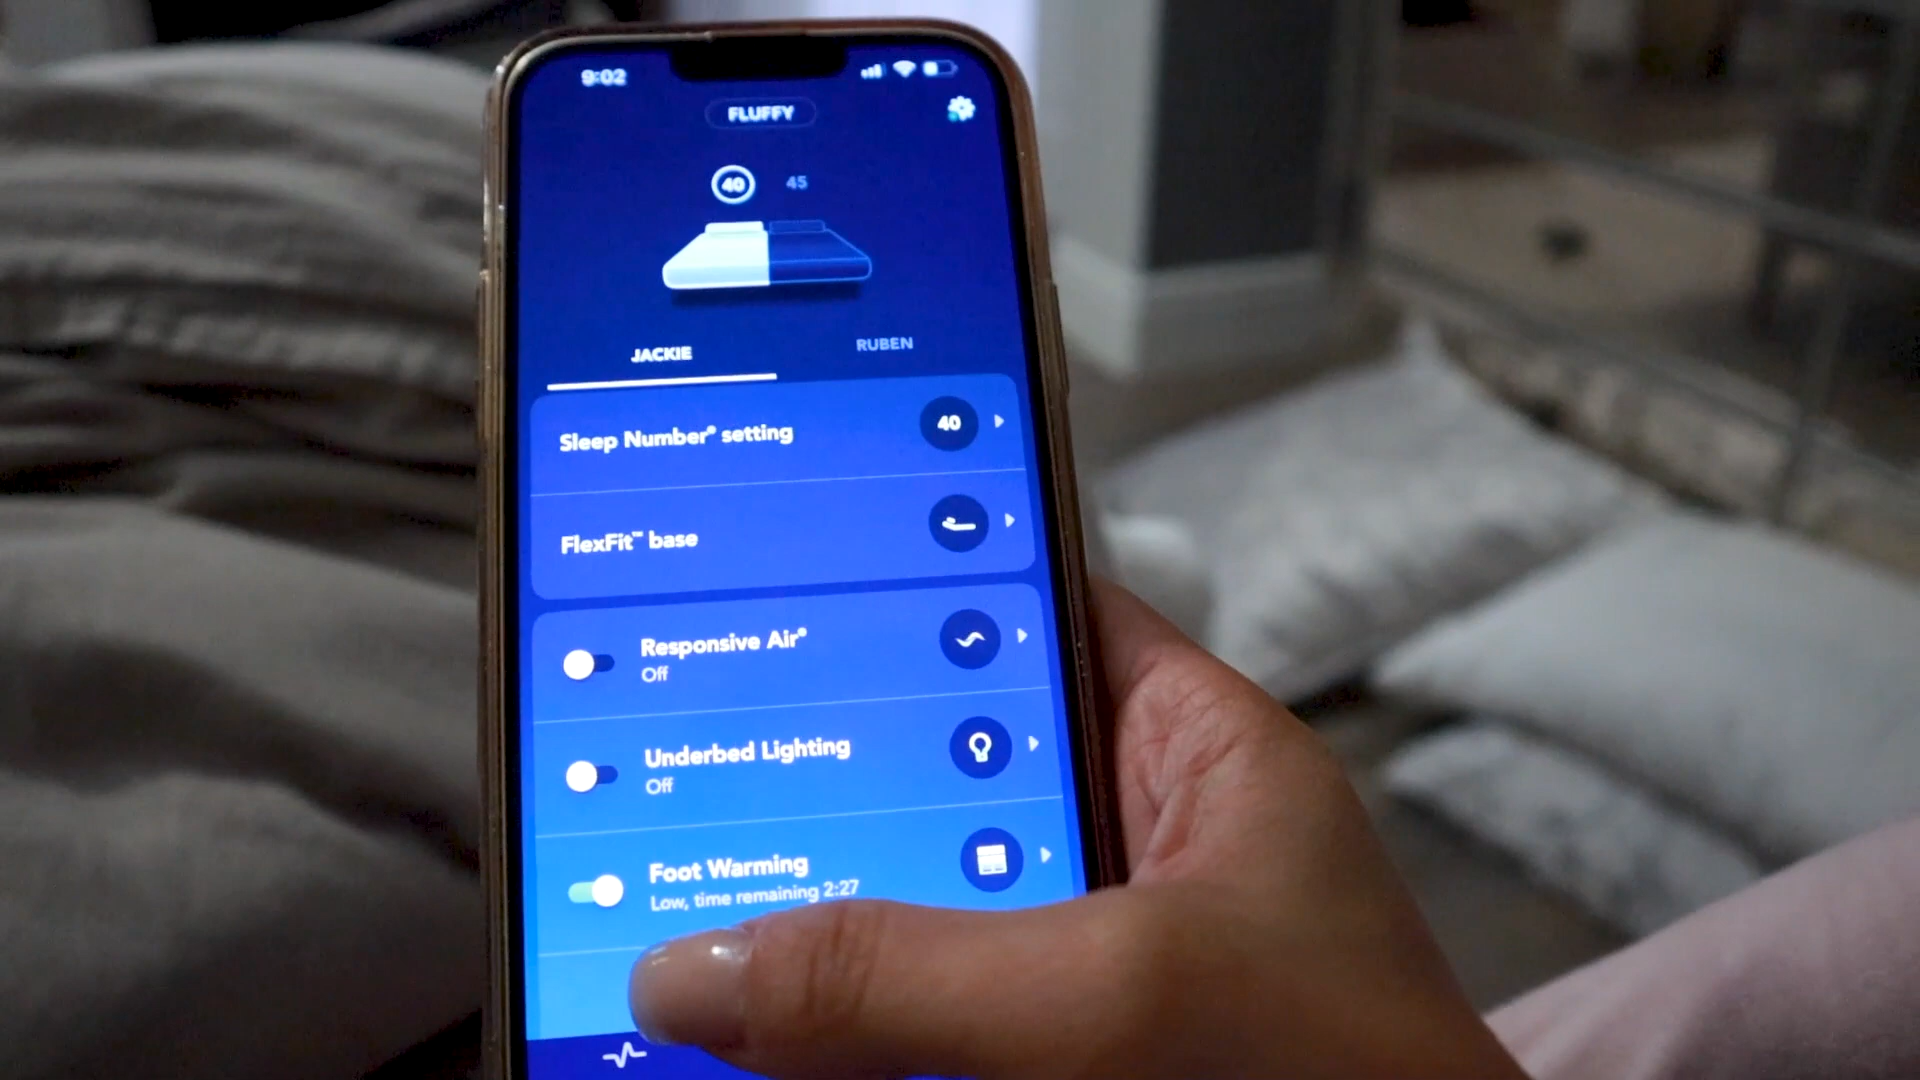 9:02
FLUFFY
40 45
JACKIE RUBEN
Sleep Number® setting 40
FlexFit™ base
Responsive Air®
Off
Underbed Lighting
Off
Foot Warming
Low, time remaining 2:27